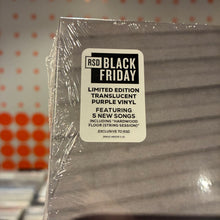 RSD BLACK
FRIDAY
LIMITED EDITION
TRANSLUCENT
PURPLE VINYL
FEATURING
5 NEW SONGS
INCLUDING "HARDWOOD
FLOOR (STRING SESSION)"
EXCLUSIVE TO RSD